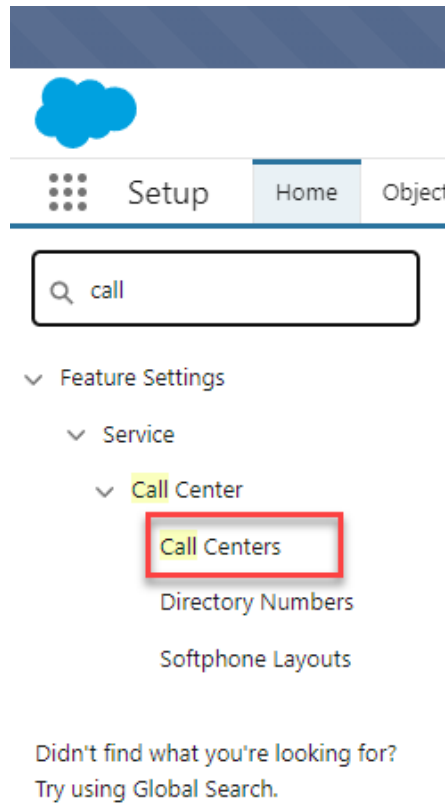 Setup Home Object
call
Feature Settings
Service
Call Center
Call Centers
Directory Numbers
Softphone Layouts
Didn't find what you're looking for?
Try using Global Search.